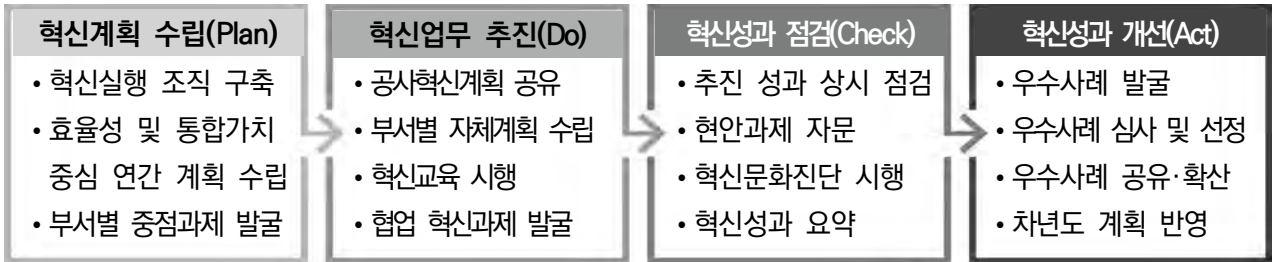 혁신계획 수립(Plan)
• 혁신실행 조직 구축
• 효율성 및 통합가치
중심 연간 계획 수립
• 부서별 중점과제 발굴
혁신업무 추진(Do)
• 공사혁신계획 공유
• 부서별 자체계획 수립
• 혁신교육 시행
• 협업 혁신과제 발굴
혁신성과 점검(Check)
• 추진 성과 상시 점검
• 현안과제 자문
• 혁신문화진단 시행
• 혁신성과 요약
혁신성과 개선(Act)
• 우수사례 발굴
• 우수사례 심사 및 선정
• 우수사례 공유·확산
• 차년도 계획 반영